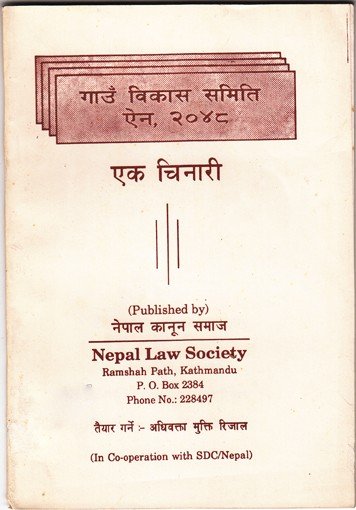 गाउँ विकास समिति
ऐन, २०४८
एक चिनारी
(Published by)
नेपाल कानून समाज
Nepal Law Society
Ramshah Path, Kathmandu
P. O. Box 2384
Phone No.: 228497
तैयार गर्ने :- अधिवक्ता मुक्ति रिजाल
(In Co-operation with SDC/Nepal)